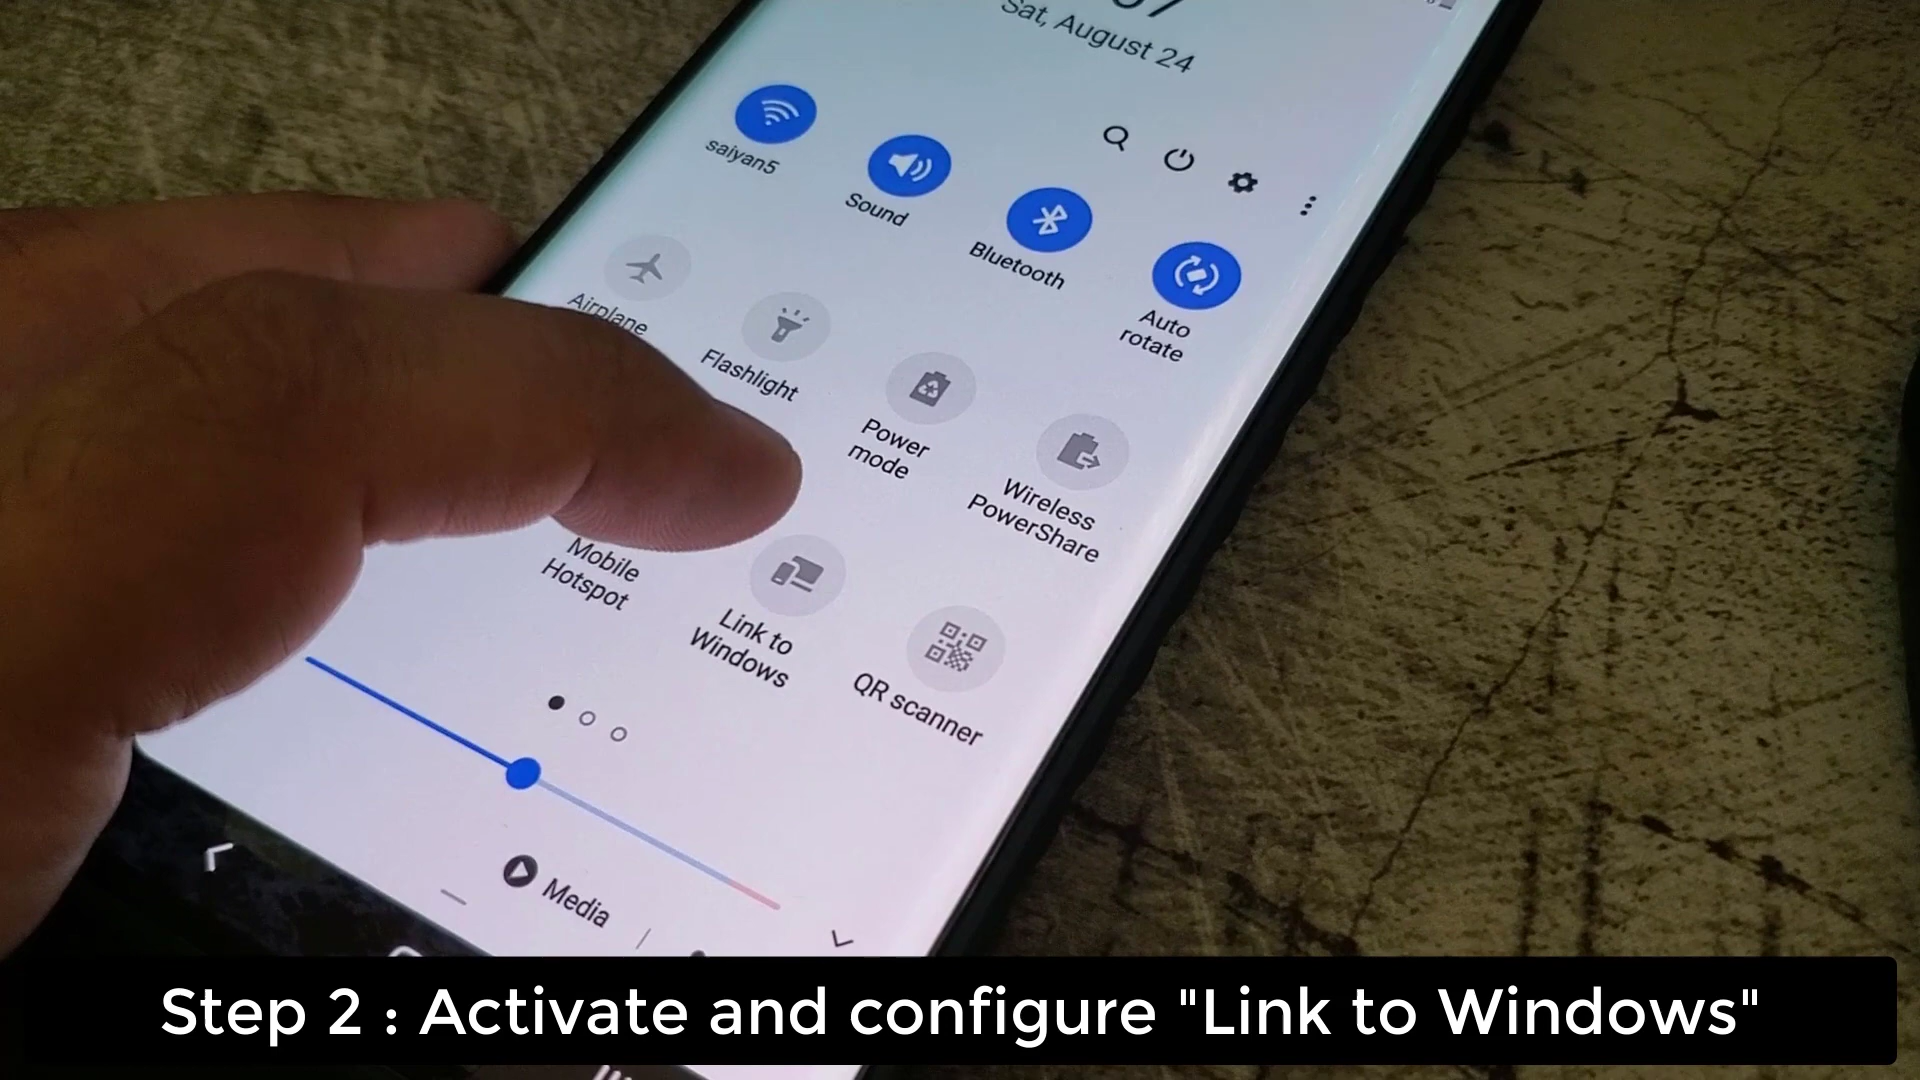 Sat, August 24
saiyan5
Sound
Bluetooth
Auto
rotate
Airplane
Flashlight
Power
mode
Wireless
PowerShare
Mobile
Hotspot
Link to
Windows
QR scanner
Media
Step 2 : Activate and configure "Link to Windows"